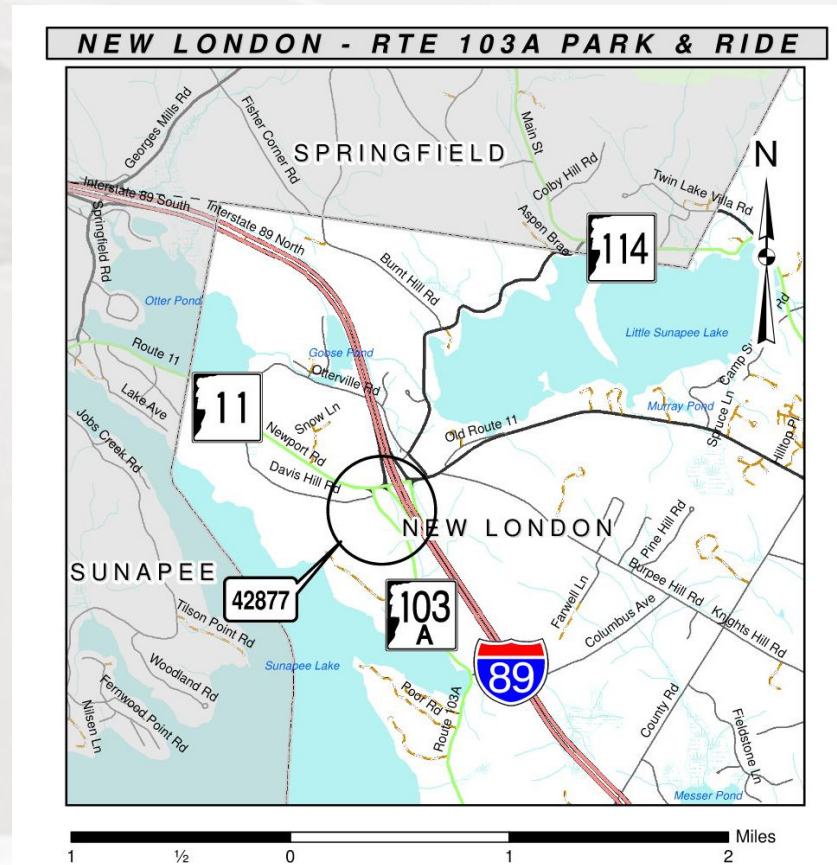 NEW LONDON - RTE 103A PARK & RIDE
Georges Mills Rd
Fisher Corner Rd
SPRINGFIELD
Main St
Colby Hill Rd
Twin Lake Villa Rd
N
Interstate 89 South
Interstate 89 North
Springfield Rd
Aspen Brae
114
Burnt Hill Rd
Otter Pond
Rd
Little Sunapee Lake
Route 11
Goose Pond
Otterville Rd
Camp S
Lake Ave
11
Snow Ln
Murray Pond
Spruce Ln
Jobs Creek Rd
Newport Rd
Old Route 11
Hilltop Pl
Davis Hill Rd
NEW LONDON
Pine Hill Rd
SUNAPEE
42877
103
A
Burpee Hill Rd
Farwell Ln
Columbus Ave
Knights Hill Rd
Tilson Point Rd
Sunapee Lake
89
Woodland Rd
Roor Rd
Route 103A
County Rd
Fernwood Point Rd
Nilsen Ln
Fieldstone Ln
Messer Pond
Miles
1 ½ 0 1 2